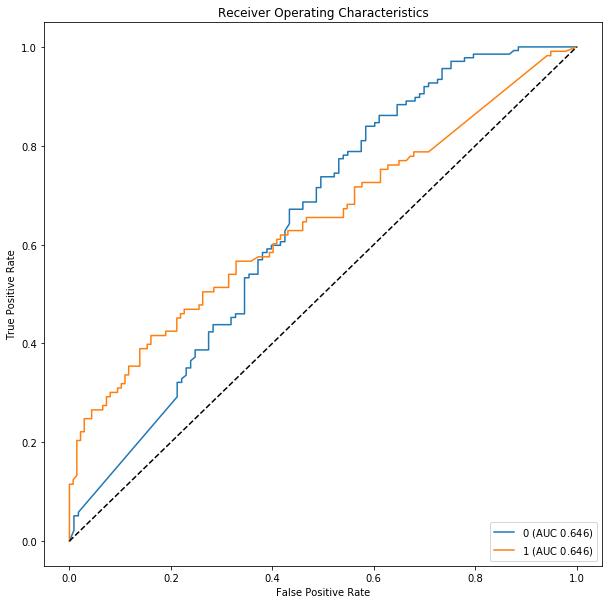 Receiver Operating Characteristics
True Positive Rate
1.0
0.8
0.6
0.4
0.2
0.0
0.0 0.2 0.4 0.6 0.8 1.0
False Positive Rate
0 (AUC 0.646)
1 (AUC 0.646)